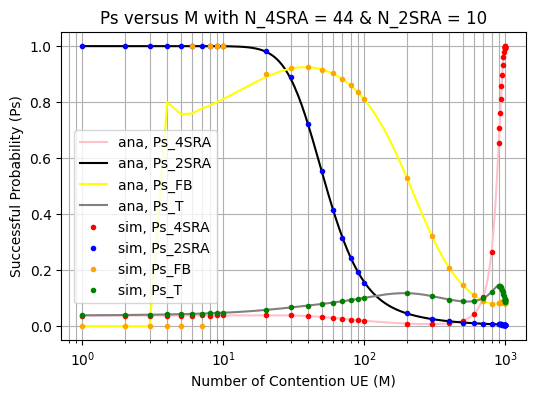 Ps versus M with N_4SRA = 44 & N_2SRA = 10
Successful Probability (Ps)
1.0
0.8
0.6
0.4
0.2
0.0
ana, Ps_4SRA
ana, Ps_2SRA
ana, Ps_FB
ana, Ps_T
sim, Ps_4SRA
sim, Ps_2SRA
sim, Ps_FB
sim, Ps_T
10⁰ 10¹ 10² 10³
Number of Contention UE (M)